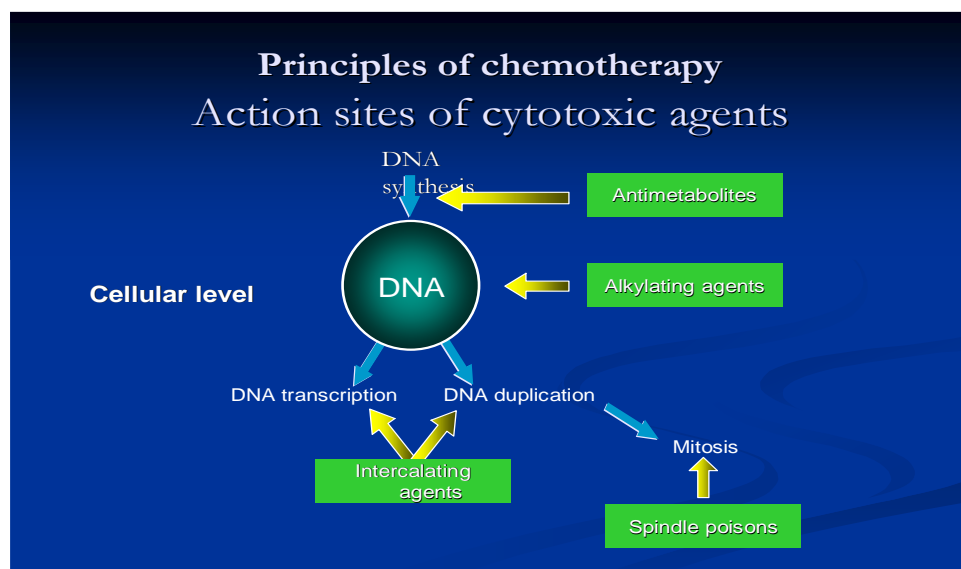 Principles of chemotherapy
Action sites of cytotoxic agents
DNA
synthesis
Antimetabolites
DNA
Alkylating agents
Cellular level
DNA transcription
DNA duplication
Mitosis
Intercalating
agents
Spindle poisons